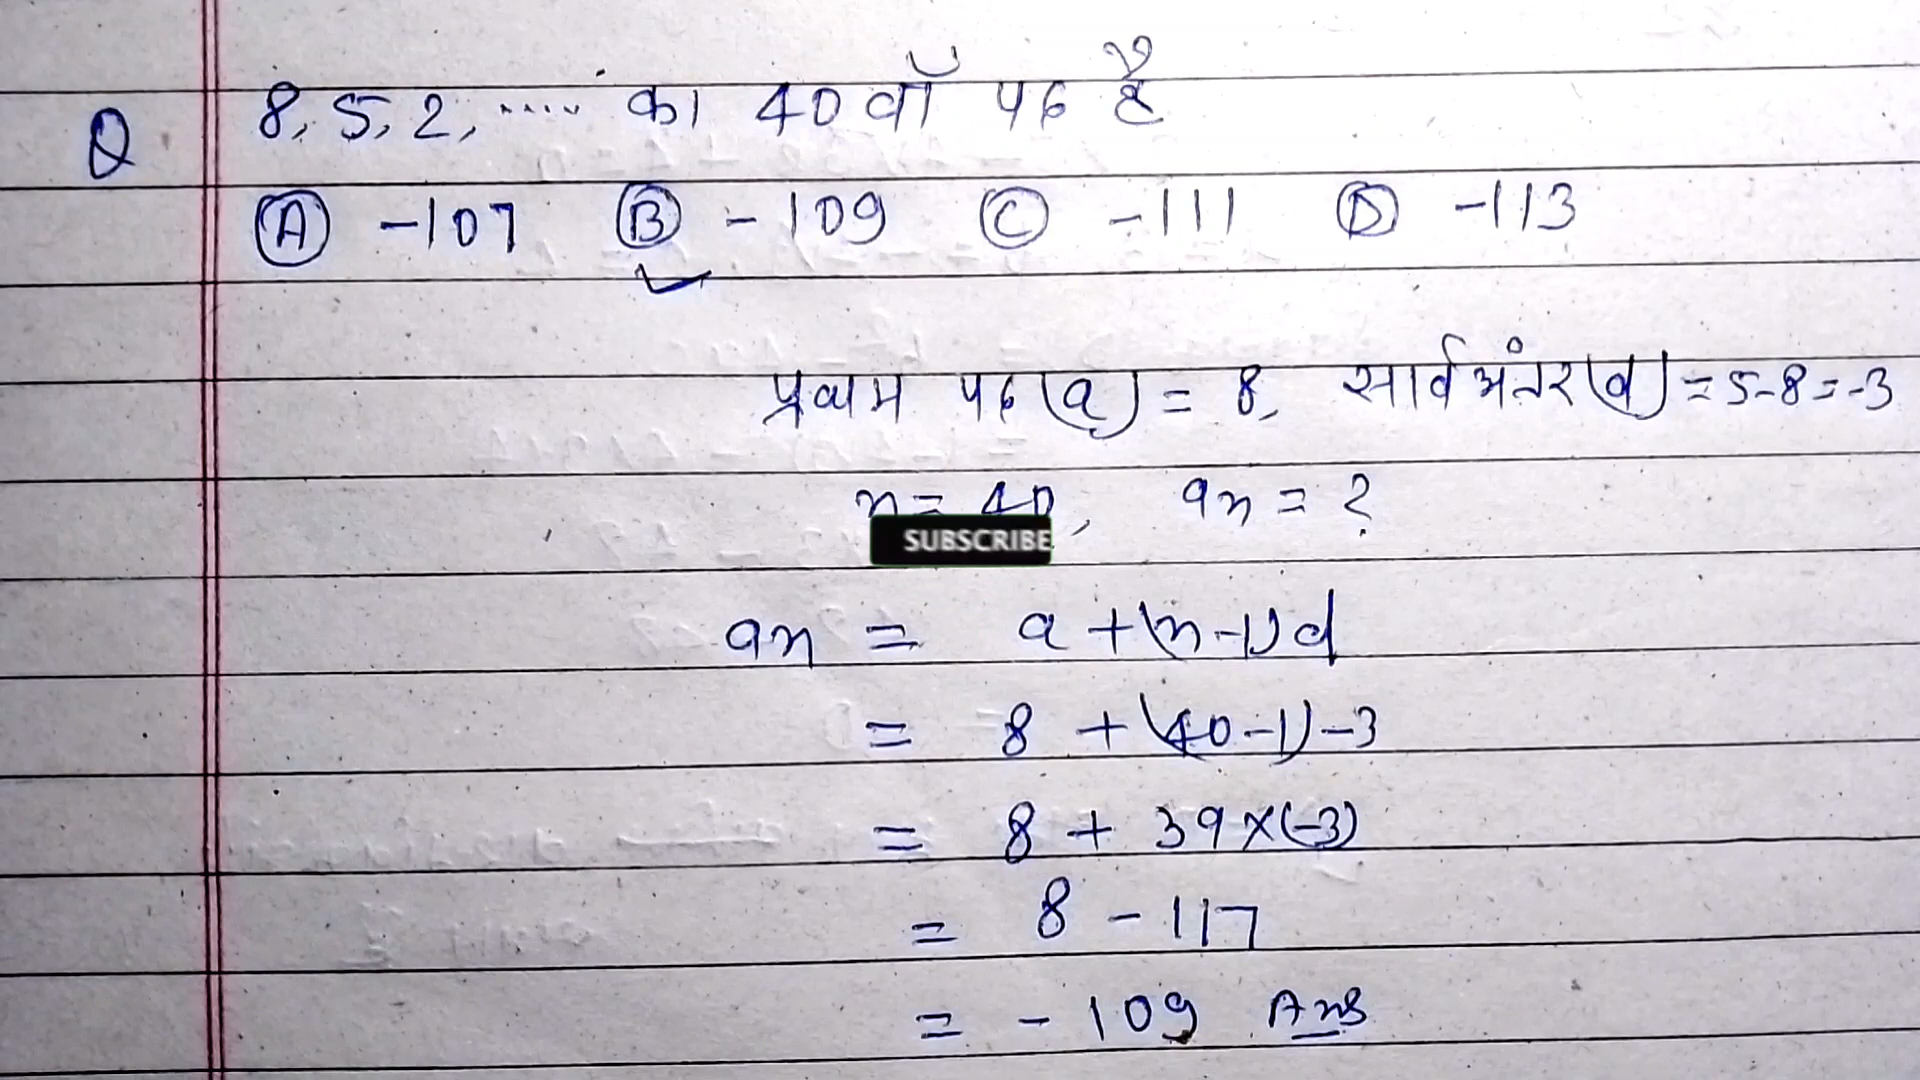 Q 8, 5, 2, ..... का 40 वाँ पद है
(A) -107 (B) -109 (C) -111 (D) -113
प्रथम पद (a) = 8, सार्व अंतर (d) = 5-8 = -3
n = 40, an = ?
SUBSCRIBE
an = a + (n-1) d
= 8 + (40-1) -3
= 8 + 39 x (-3)
= 8 - 117
= - 109 Ans